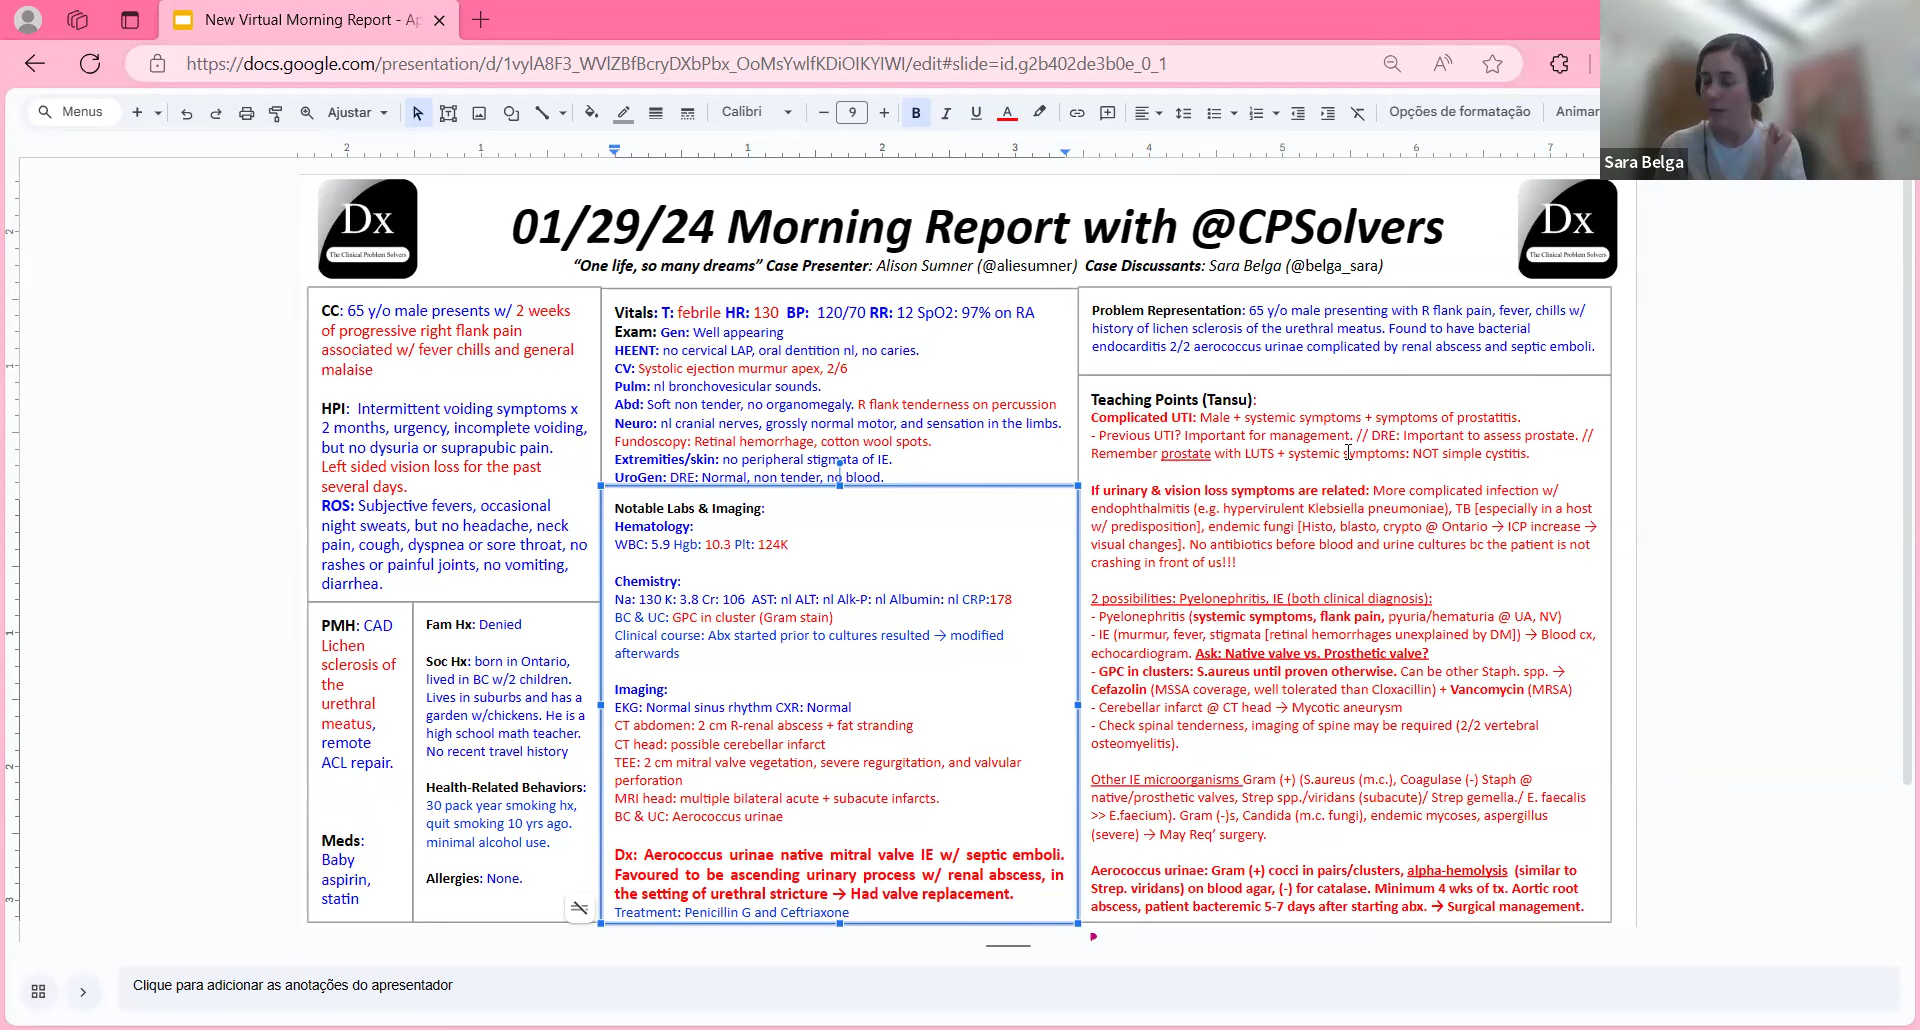 New Virtual Morning Report - Ap
https://docs.google.com/presentation/d/1vylA8F3_WVlZBfBcryDXbPbx_OoMsYwlfKDiOIKYIWI/edit#slide=id.g2b402de3b0e_0_1
Menus
Ajustar
Calibri
9
Opções de formatação
Animar
Sara Belga
2 1 1 2 3 4 5 6 7
Dx
The Clinical Problem Solvers
01/29/24 Morning Report with @CPSolvers
“One life, so many dreams” Case Presenter: Alison Sumner (@aliesumner) Case Discussants: Sara Belga (@belga_sara)
Dx
The Clinical Problem Solvers
CC: 65 y/o male presents w/ 2 weeks
of progressive right flank pain
associated w/ fever chills and general
malaise
HPI: Intermittent voiding symptoms x
2 months, urgency, incomplete voiding,
but no dysuria or suprapubic pain.
Left sided vision loss for the past
several days.
ROS: Subjective fevers, occasional
night sweats, but no headache, neck
pain, cough, dyspnea or sore throat, no
rashes or painful joints, no vomiting,
diarrhea.
PMH: CAD
Lichen
sclerosis of
the
urethral
meatus,
remote
ACL repair.
Meds:
Baby
aspirin,
statin
Fam Hx: Denied
Soc Hx: born in Ontario,
lived in BC w/2 children.
Lives in suburbs and has a
garden w/chickens. He is a
high school math teacher.
No recent travel history
Health-Related Behaviors:
30 pack year smoking hx,
quit smoking 10 yrs ago.
minimal alcohol use.
Allergies: None.
Vitals: T: febrile HR: 130 BP: 120/70 RR: 12 SpO2: 97% on RA
Exam: Gen: Well appearing
HEENT: no cervical LAP, oral dentition nl, no caries.
CV: Systolic ejection murmur apex, 2/6
Pulm: nl bronchovesicular sounds.
Abd: Soft non tender, no organomegaly. R flank tenderness on percussion
Neuro: nl cranial nerves, grossly normal motor, and sensation in the limbs.
Fundoscopy: Retinal hemorrhage, cotton wool spots.
Extremities/skin: no peripheral stigmata of IE.
UroGen: DRE: Normal, non tender, no blood.
Notable Labs & Imaging:
Hematology:
WBC: 5.9 Hgb: 10.3 Plt: 124K
Chemistry:
Na: 130 K: 3.8 Cr: 106 AST: nl ALT: nl Alk-P: nl Albumin: nl CRP:178
BC & UC: GPC in cluster (Gram stain)
Clinical course: Abx started prior to cultures resulted → modified
afterwards
Imaging:
EKG: Normal sinus rhythm CXR: Normal
CT abdomen: 2 cm R-renal abscess + fat stranding
CT head: possible cerebellar infarct
TEE: 2 cm mitral valve vegetation, severe regurgitation, and valvular
perforation
MRI head: multiple bilateral acute + subacute infarcts.
BC & UC: Aerococcus urinae
Dx: Aerococcus urinae native mitral valve IE w/ septic emboli.
Favoured to be ascending urinary process w/ renal abscess, in
the setting of urethral stricture → Had valve replacement.
Treatment: Penicillin G and Ceftriaxone
Problem Representation: 65 y/o male presenting with R flank pain, fever, chills w/
history of lichen sclerosis of the urethral meatus. Found to have bacterial
endocarditis 2/2 aerococcus urinae complicated by renal abscess and septic emboli.
Teaching Points (Tansu):
Complicated UTI: Male + systemic symptoms + symptoms of prostatitis.
- Previous UTI? Important for management. // DRE: Important to assess prostate. //
Remember prostate with LUTS + systemic symptoms: NOT simple cystitis.
If urinary & vision loss symptoms are related: More complicated infection w/
endophthalmitis (e.g. hypervirulent Klebsiella pneumoniae), TB [especially in a host
w/ predisposition], endemic fungi [Histo, blasto, crypto @ Ontario → ICP increase →
visual changes]. No antibiotics before blood and urine cultures bc the patient is not
crashing in front of us!!!
2 possibilities: Pyelonephritis, IE (both clinical diagnosis):
- Pyelonephritis (systemic symptoms, flank pain, pyuria/hematuria @ UA, NV)
- IE (murmur, fever, stigmata [retinal hemorrhages unexplained by DM]) → Blood cx,
echocardiogram. Ask: Native valve vs. Prosthetic valve?
- GPC in clusters: S.aureus until proven otherwise. Can be other Staph. spp. →
Cefazolin (MSSA coverage, well tolerated than Cloxacillin) + Vancomycin (MRSA)
- Cerebellar infarct @ CT head → Mycotic aneurysm
- Check spinal tenderness, imaging of spine may be required (2/2 vertebral
osteomyelitis).
Other IE microorganisms Gram (+) (S.aureus (m.c.), Coagulase (-) Staph @
native/prosthetic valves, Strep spp./viridans (subacute)/ Strep gemella./ E. faecalis
>> E.faecium). Gram (-)s, Candida (m.c. fungi), endemic mycoses, aspergillus
(severe) → May Req’ surgery.
Aerococcus urinae: Gram (+) cocci in pairs/clusters, alpha-hemolysis (similar to
Strep. viridans) on blood agar, (-) for catalase. Minimum 4 wks of tx. Aortic root
abscess, patient bacteremic 5-7 days after starting abx. → Surgical management.
Clique para adicionar as anotações do apresentador